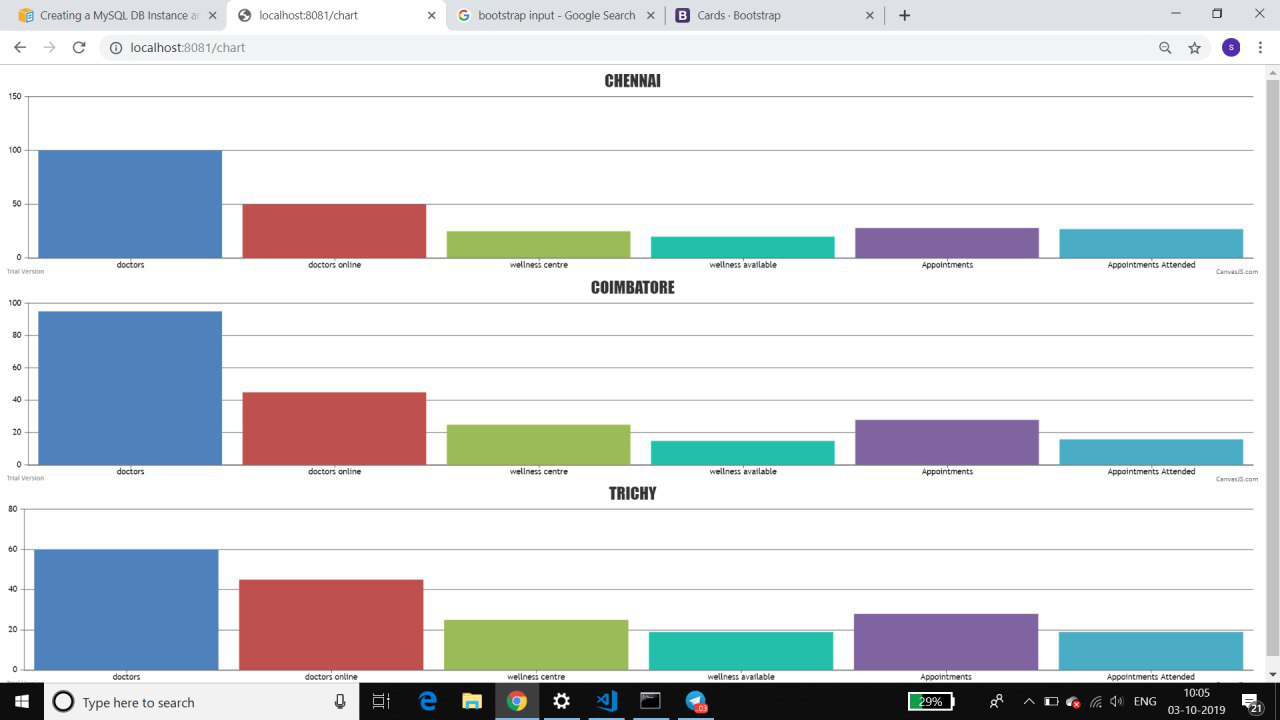 Creating a MySQL DB Instance ar
localhost:8081/chart
bootstrap input - Google Search
Cards · Bootstrap
localhost:8081/chart
s
CHENNAI
150
100
50
0
doctors doctors online wellness centre wellness available Appointments Appointments Attended
Trial Version CanvasJS.com
COIMBATORE
100
80
60
40
20
0
doctors doctors online wellness centre wellness available Appointments Appointments Attended
Trial Version CanvasJS.com
TRICHY
80
60
40
20
0
doctors doctors online wellness centre wellness available Appointments Appointments Attended
Type here to search
29%
ENG
10:05
03-10-2019
21